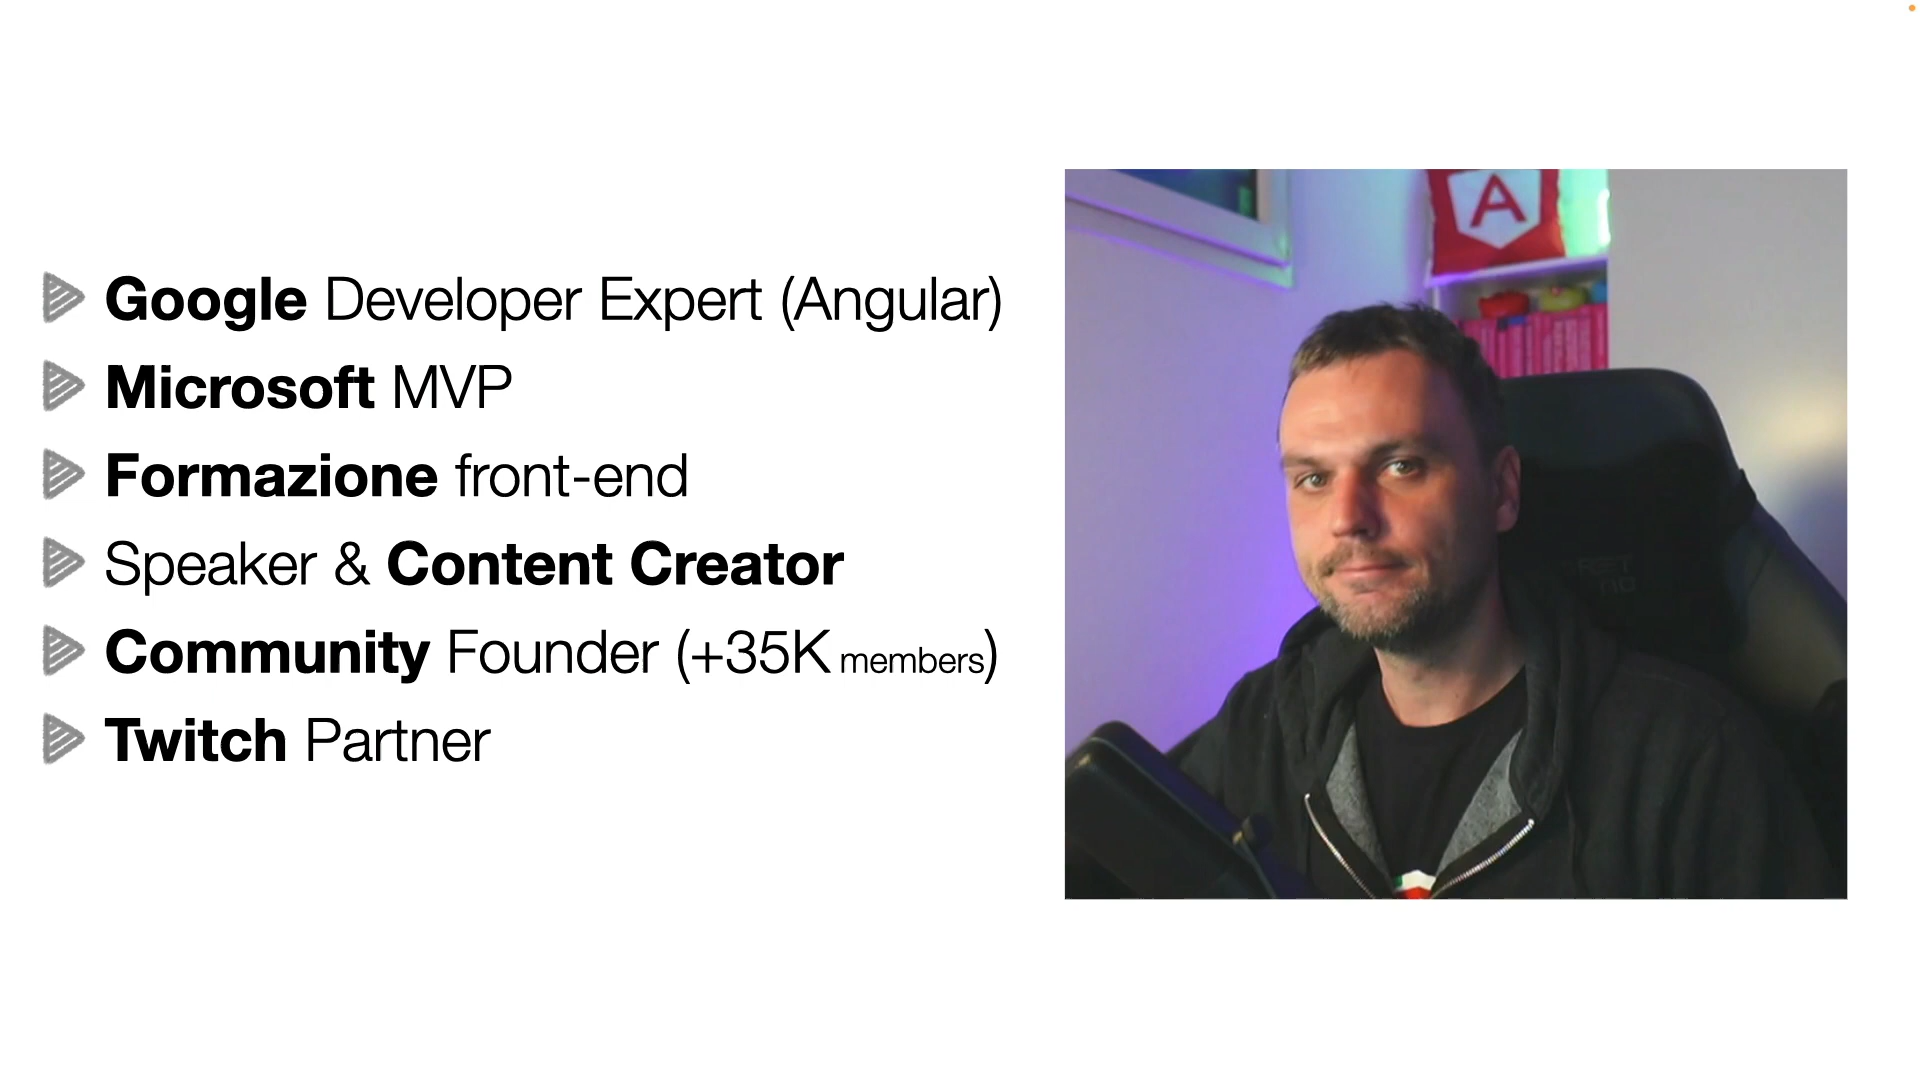 Google Developer Expert (Angular)
Microsoft MVP
Formazione front-end
Speaker & Content Creator
Community Founder (+35K members)
Twitch Partner
A